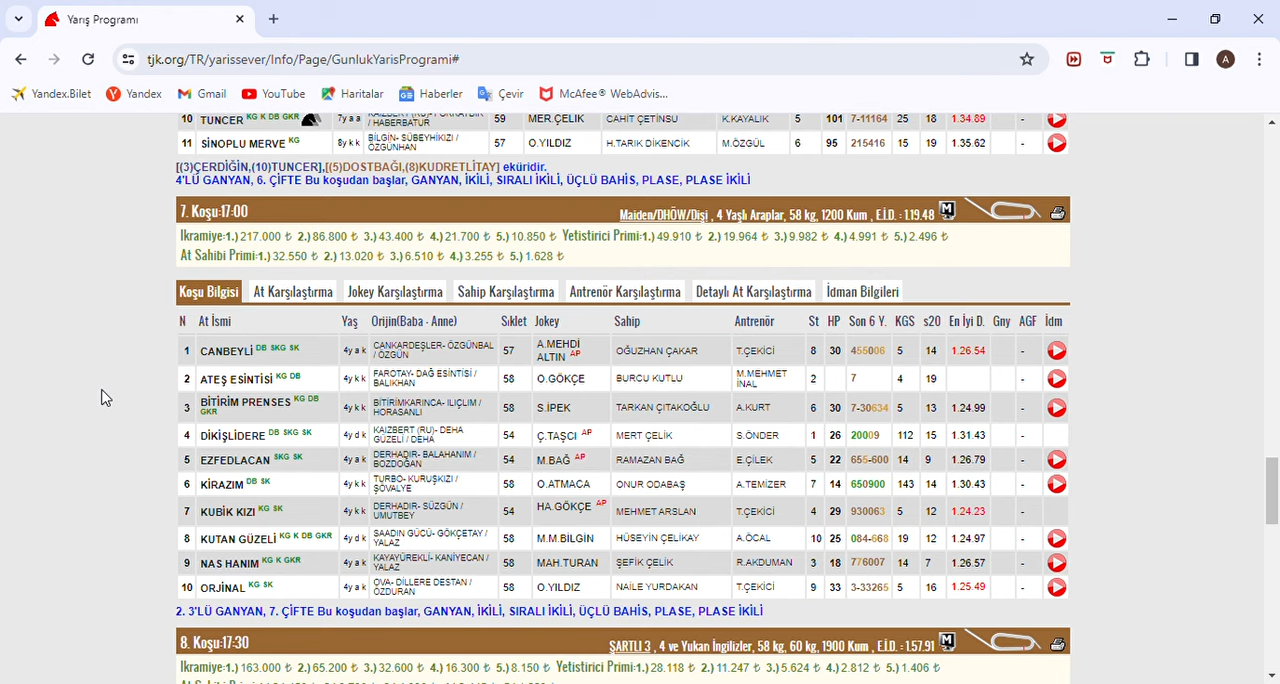 Yarış Programı
tjk.org/TR/yarissever/Info/Page/GunlukYarisProgrami#
A
Yandex.Bilet Yandex Gmail YouTube Haritalar Haberler Çevir McAfee® WebAdvis...
10 TUNCER KG K DB GKR 7y a a / HABERBATUR 59 MER.ÇELİK CAHİT ÇETİNSU K.KAYALIK 5 101 7-11164 25 18 1.34.89 -
11 SİNOPLU MERVE KG 8y k k BİLGİN- SÜBEYHİKIZI / ÖZGÜNHAN 57 O.YILDIZ H.TARIK DİKENCİK M.ÖZGÜL 6 95 215416 15 19 1.35.62 -
[(3)ÇERDİĞİN,(10)TUNCER],[(5)DOSTBAĞI,(8)KUDRETLİTAY] eküridir.
4'LÜ GANYAN, 6. ÇİFTE Bu koşudan başlar, GANYAN, İKİLİ, SIRALI İKİLİ, ÜÇLÜ BAHİS, PLASE, PLASE İKİLİ
7. Koşu:17:00 Maiden/DHÖW/Dişi , 4 Yaşlı Araplar, 58 kg, 1200 Kum , E.İ.D. : 1.19.48 M
İkramiye:1.) 217.000 ₺ 2.) 86.800 ₺ 3.) 43.400 ₺ 4.) 21.700 ₺ 5.) 10.850 ₺ Yetistirici Primi:1.) 49.910 ₺ 2.) 19.964 ₺ 3.) 9.982 ₺ 4.) 4.991 ₺ 5.) 2.496 ₺
At Sahibi Primi:1.) 32.550 ₺ 2.) 13.020 ₺ 3.) 6.510 ₺ 4.) 3.255 ₺ 5.) 1.628 ₺
Koşu Bilgisi At Karşılaştırma Jokey Karşılaştırma Sahip Karşılaştırma Antrenör Karşılaştırma Detaylı At Karşılaştırma İdman Bilgileri
N At İsmi Yaş Orijin(Baba - Anne) Sıklet Jokey Sahip Antrenör St HP Son 6 Y. KGS s20 En İyi D. Gny AGF İdm
1 CANBEYLİ DB SKG SK 4y a k CANKARDEŞLER- ÖZGÜNBAL / ÖZGÜN 57 A.MEHDİ ALTIN AP OĞUZHAN ÇAKAR T.ÇEKİCİ 8 30 455006 5 14 1.26.54 -
2 ATEŞ ESİNTİSİ KG DB 4y k k FAROTAY- DAĞ ESİNTİSİ / BALIKHAN 58 O.GÖKÇE BURCU KUTLU M.MEHMET İNAL 2 7 4 19 -
3 BİTİRİM PRENSES KG DB GKR 4y k k BİTİRİMKARINCA- ILIÇLIM / HORASANLI 58 S.İPEK TARKAN ÇITAKOĞLU A.KURT 6 30 7-30634 5 13 1.24.99 -
4 DİKİŞLİDERE DB SKG SK 4y d k KAIZBERT (RU)- DEHA GÜZELİ / DEHA 54 Ç.TAŞCI AP MERT ÇELİK S.ÖNDER 1 26 20009 112 15 1.31.43 -
5 EZFEDLACAN SKG SK 4y a k DERHADIR- BALAHANIM / BOZDOĞAN 54 M.BAĞ AP RAMAZAN BAĞ E.ÇİLEK 5 22 655-600 14 9 1.26.79 -
6 KİRAZIM DB SK 4y k k TURBO- KURUŞKIZI / ŞÖVALYE 58 O.ATMACA ONUR ODABAŞ A.TEMİZER 7 14 650900 143 14 1.30.43 -
7 KUBİK KIZI KG SK 4y k k DERHADIR- SÜZGÜN / UMUTBEY 54 HA.GÖKÇE AP MEHMET ARSLAN T.ÇEKİCİ 4 29 930063 5 12 1.24.23 -
8 KUTAN GÜZELİ KG K DB GKR 4y d k SAADIN GÜCÜ- GÖKÇETAY / YALAZ 58 M.M.BİLGİN HÜSEYİN ÇELİKAY A.ÖCAL 10 25 084-668 19 12 1.24.97 -
9 NAS HANIM KG K GKR 4y a k KAYAYÜREKLİ- KANİYECAN / YALAZ 58 MAH.TURAN ŞEFİK ÇELİK R.AKDUMAN 3 18 776007 14 7 1.26.57 -
10 ORJİNAL KG SK 4y a k OVA- DİLLERE DESTAN / ÖZDURAN 58 O.YILDIZ NAİLE YURDAKAN T.ÇEKİCİ 9 33 3-33265 5 16 1.25.49 -
2. 3'LÜ GANYAN, 7. ÇİFTE Bu koşudan başlar, GANYAN, İKİLİ, SIRALI İKİLİ, ÜÇLÜ BAHİS, PLASE, PLASE İKİLİ
8. Koşu:17:30 ŞARTLI 3 , 4 ve Yukarı İngilizler, 58 kg, 60 kg, 1900 Kum , E.İ.D. : 1.57.91 M
İkramiye:1.) 163.000 ₺ 2.) 65.200 ₺ 3.) 32.600 ₺ 4.) 16.300 ₺ 5.) 8.150 ₺ Yetistirici Primi:1.) 28.118 ₺ 2.) 11.247 ₺ 3.) 5.624 ₺ 4.) 2.812 ₺ 5.) 1.406 ₺